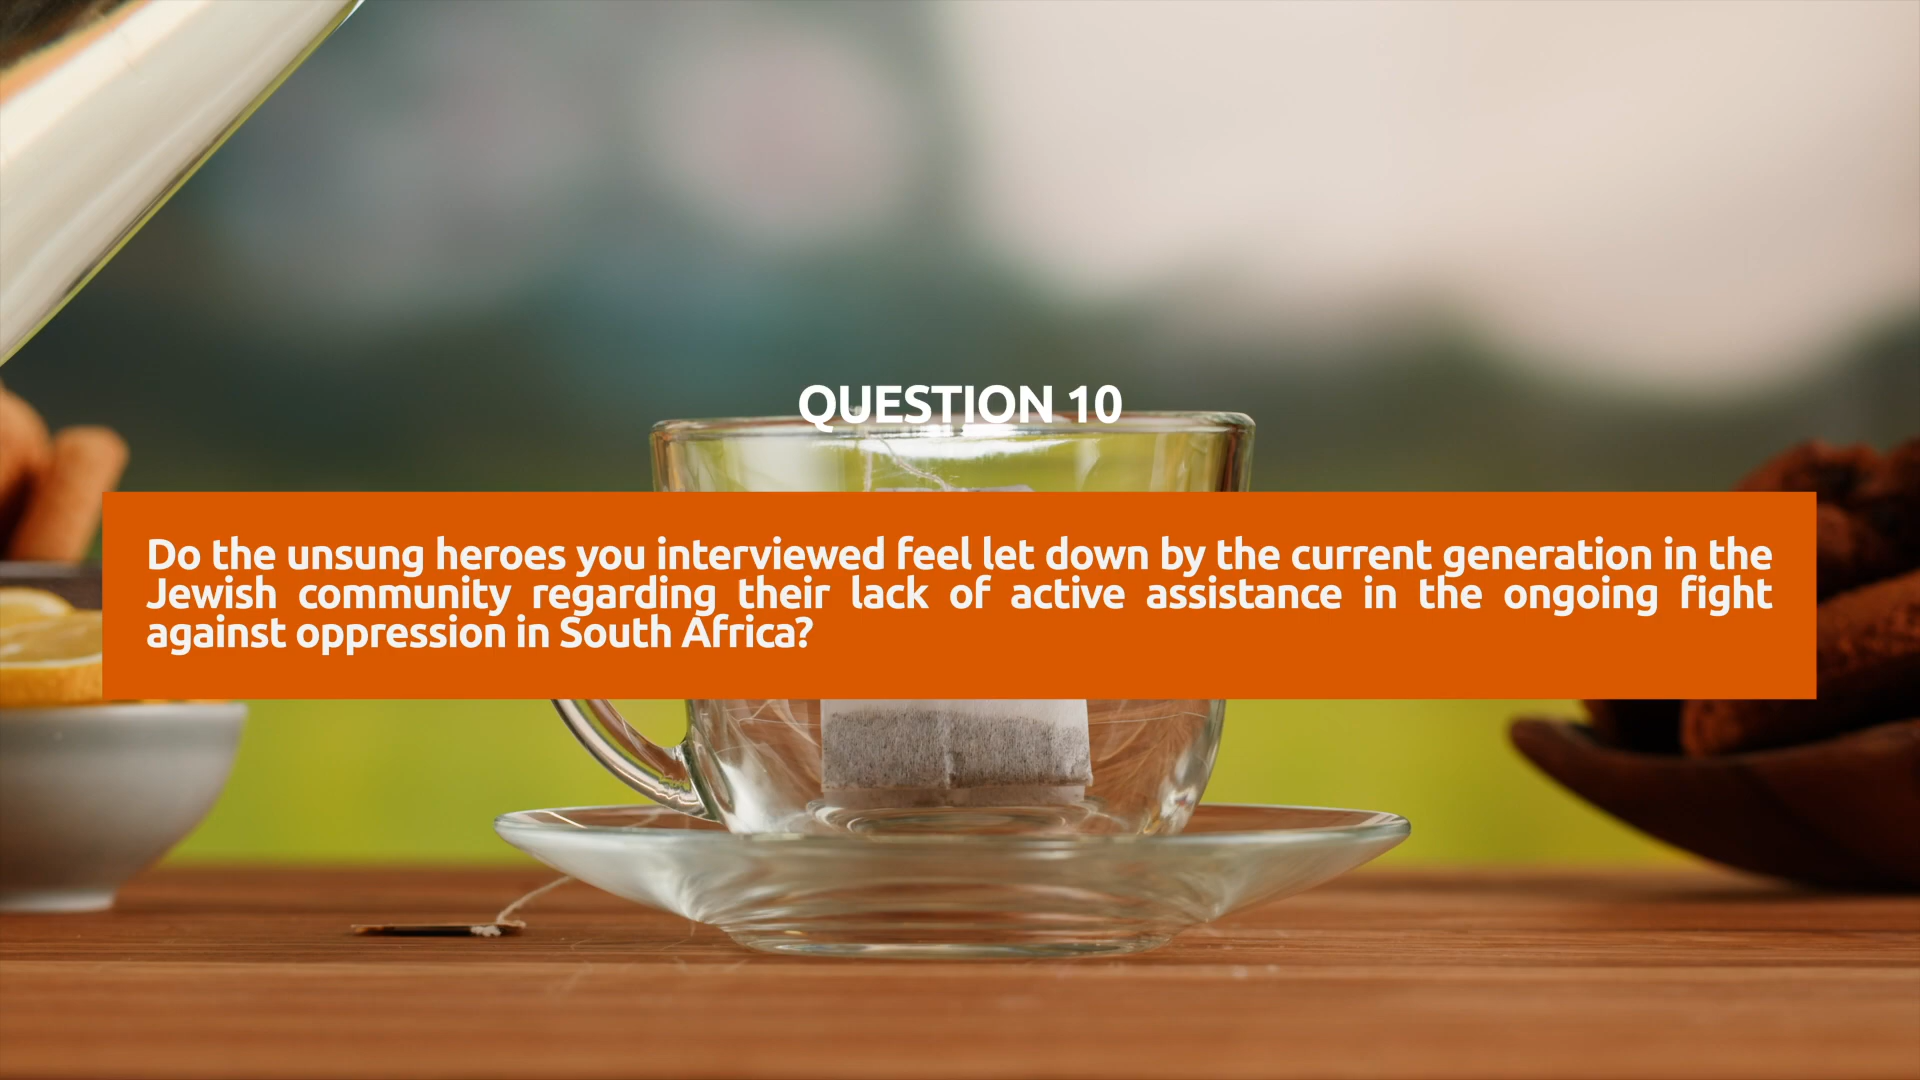 QUESTION 10
Do the unsung heroes you interviewed feel let down by the current generation in the
Jewish community regarding their lack of active assistance in the ongoing fight
against oppression in South Africa?